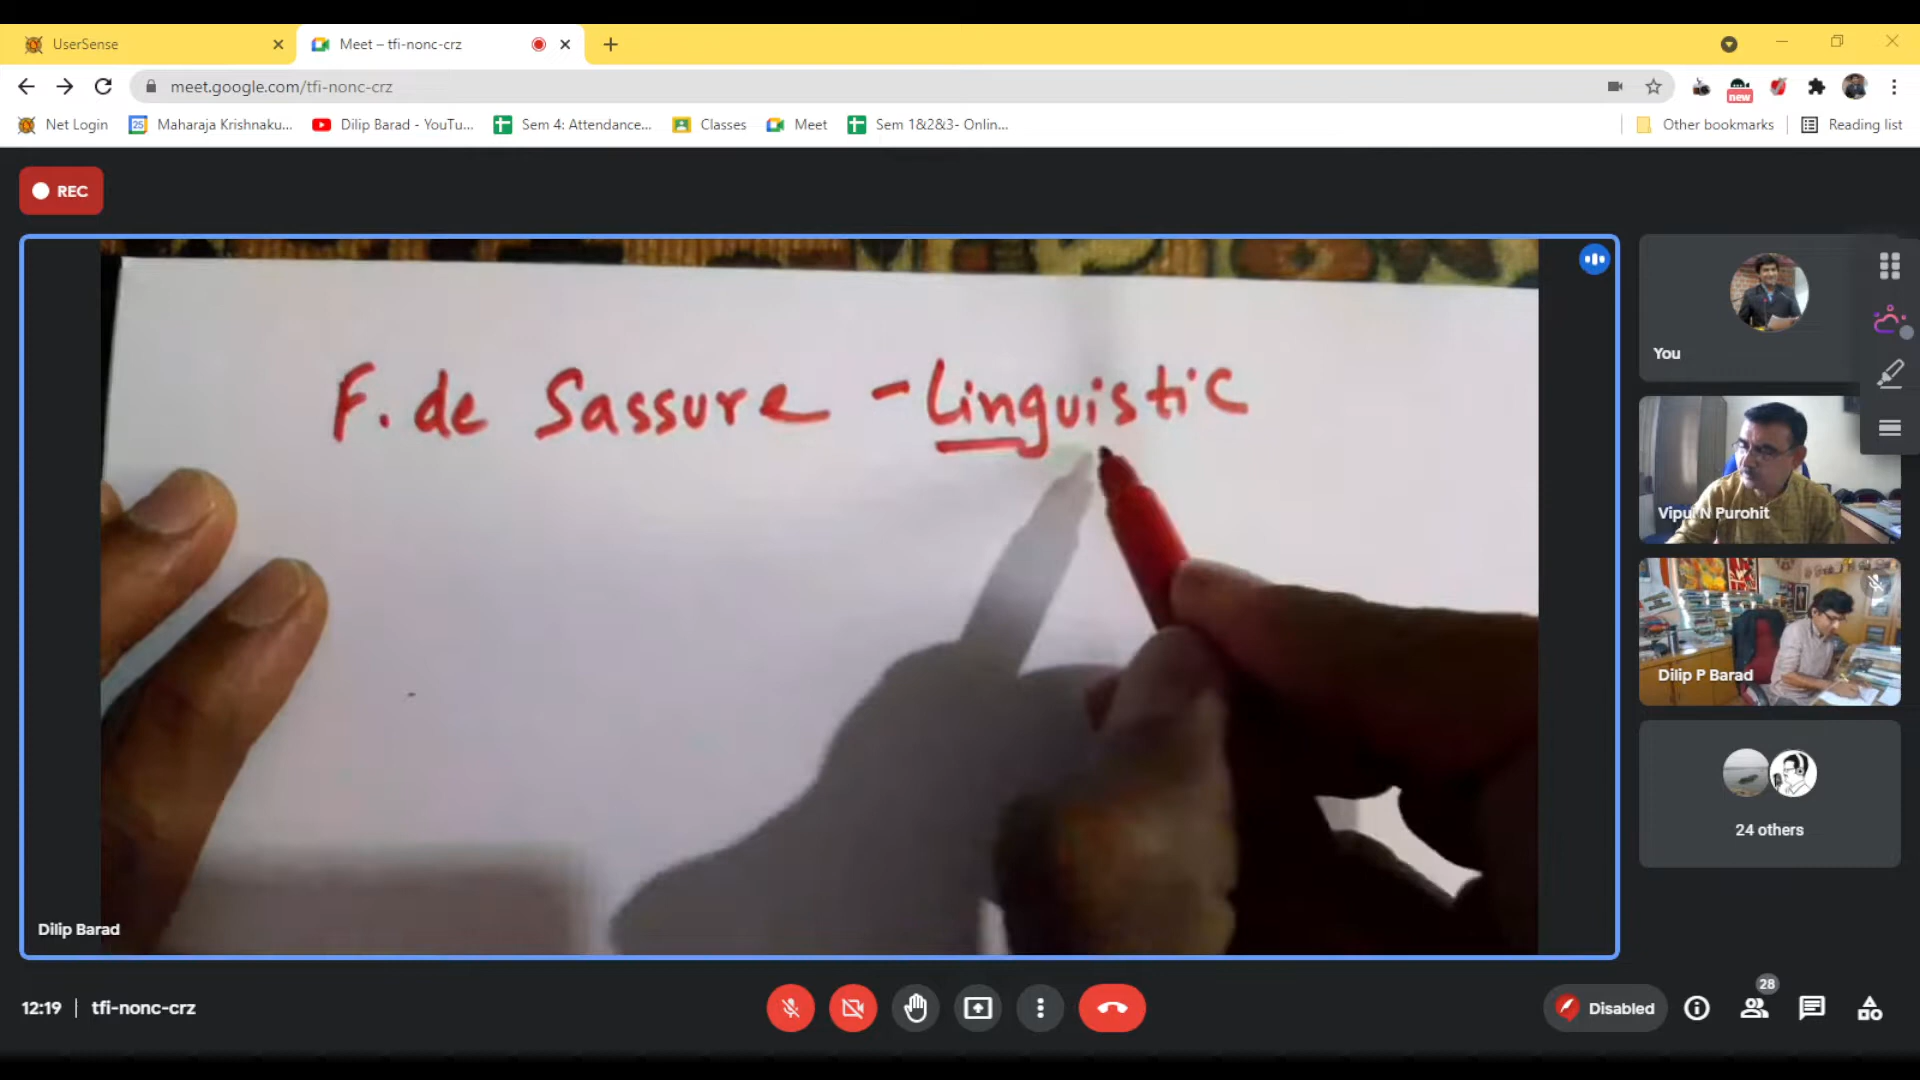 UserSense
Meet – tfi-nonc-crz
meet.google.com/tfi-nonc-crz
new
Net Login
25
Maharaja Krishnaku...
Dilip Barad - YouTu...
Sem 4: Attendance...
Classes
Meet
Sem 1&2&3- Onlin...
Other bookmarks
Reading list
REC
F. de Sassure - Linguistic
You
Vipul N Purohit
Dilip P Barad
24 others
Dilip Barad
12:19 | tfi-nonc-crz
Disabled
28